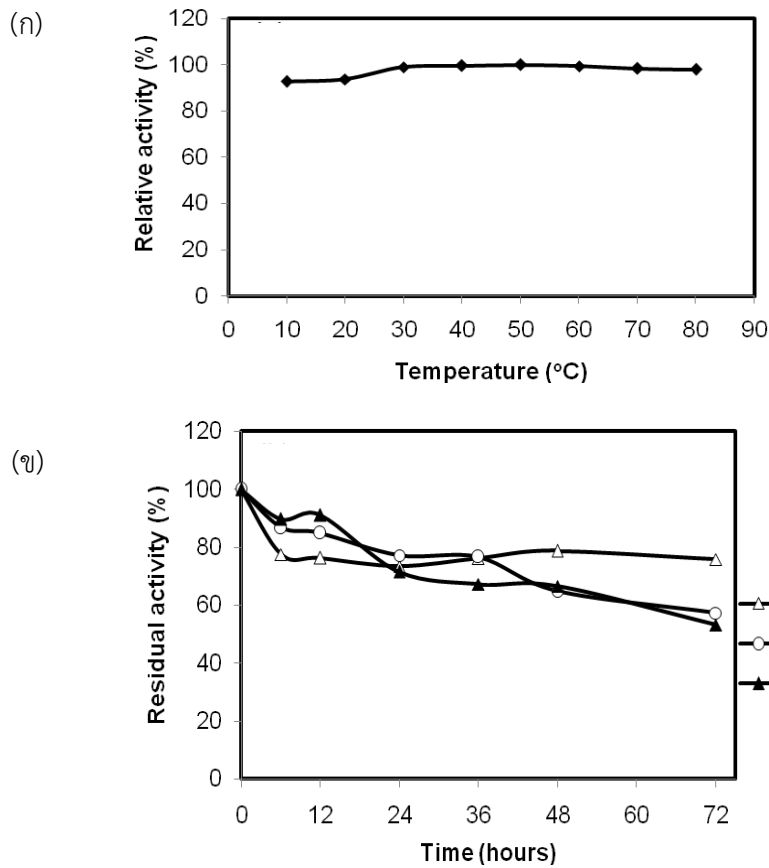 (ก)
Relative activity (%)
120
100
80
60
40
20
0
0 10 20 30 40 50 60 70 80 90
Temperature (°C)
(ข)
Residual activity (%)
120
100
80
60
40
20
0
0 12 24 36 48 72
Time (hours)